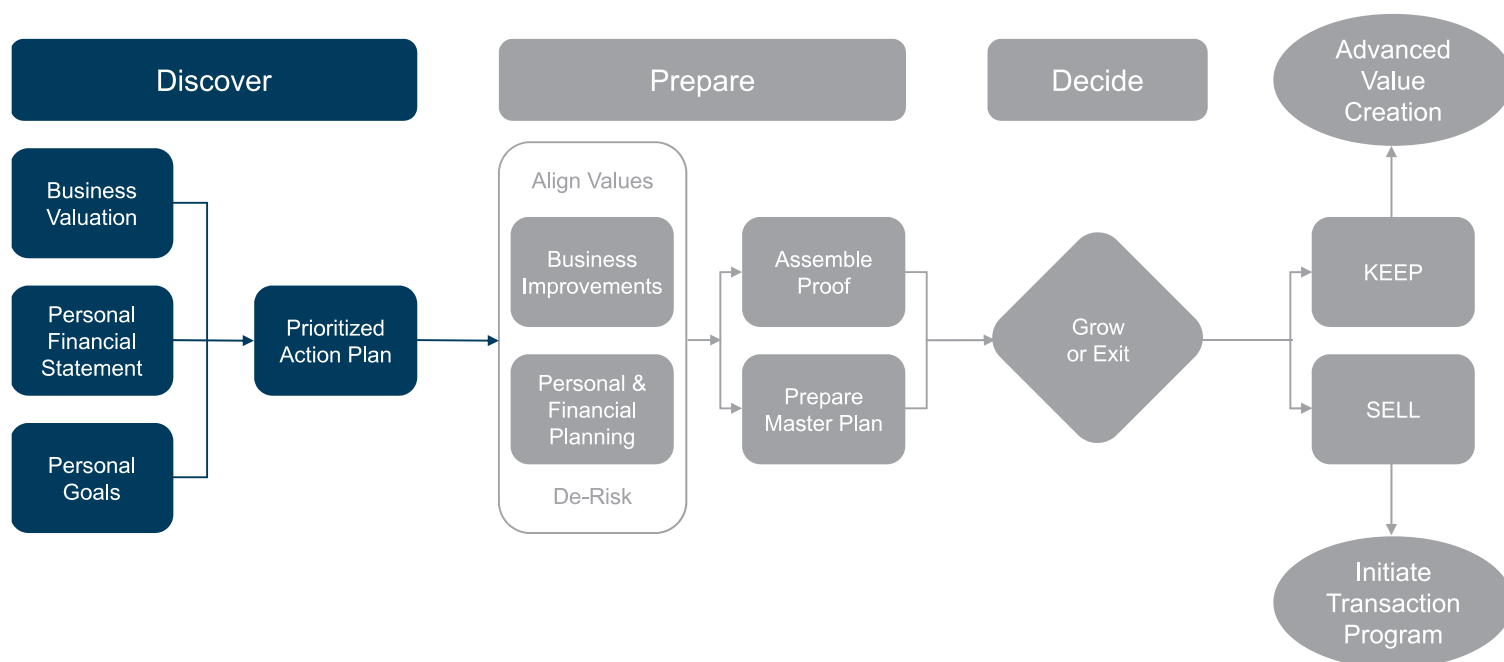 Discover
Prepare
Decide
Advanced
Value
Creation
Business
Valuation
Personal
Financial
Statement
Personal
Goals
Prioritized
Action Plan
Align Values
Business
Improvements
Personal &
Financial
Planning
De-Risk
Assemble
Proof
Prepare
Master Plan
Grow
or Exit
KEEP
SELL
Initiate
Transaction
Program